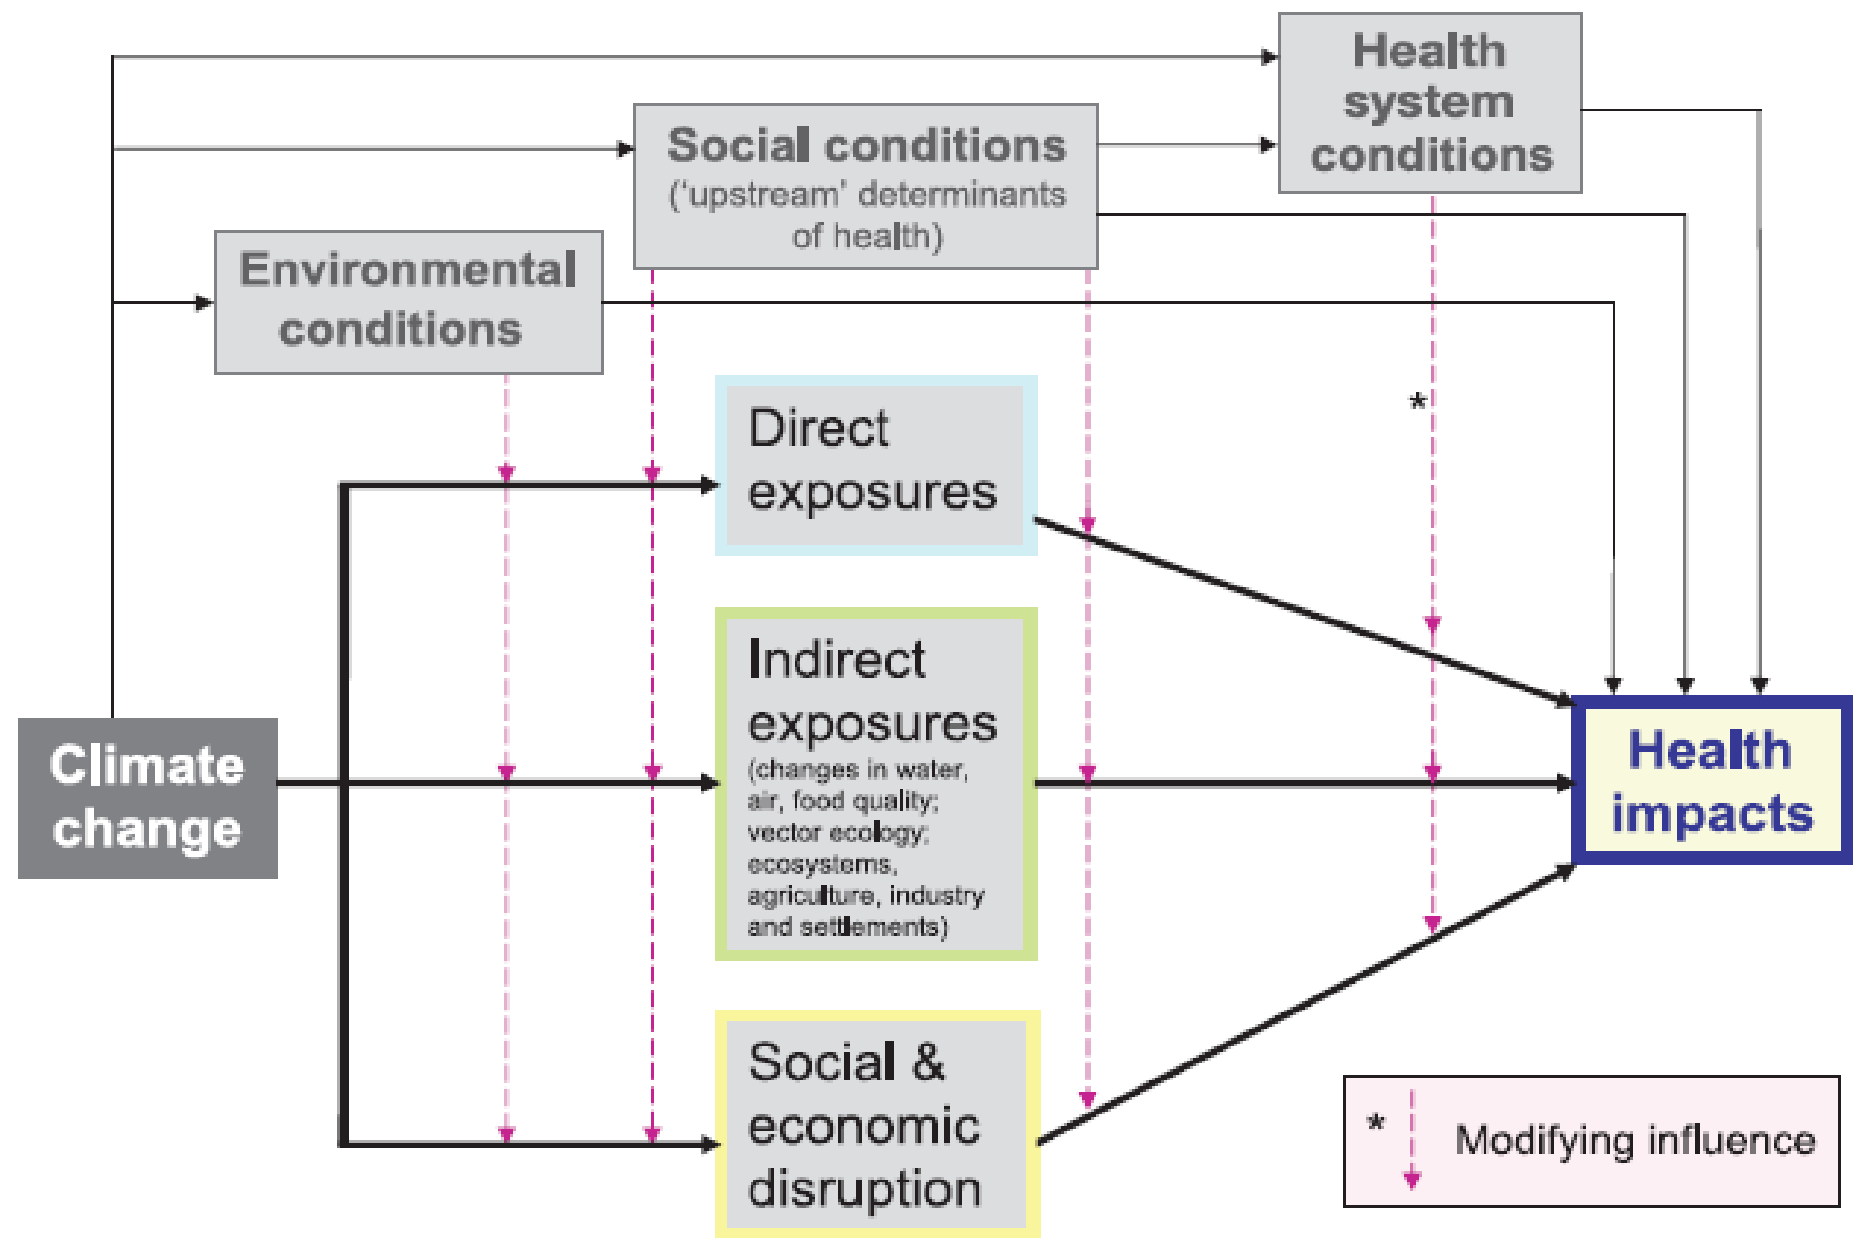 Health
system
conditions
Social conditions
(‘upstream’ determinants
of health)
Environmental
conditions
Direct
exposures
*
Indirect
exposures
(changes in water,
air, food quality;
vector ecology;
ecosystems,
agriculture, industry
and settlements)
Climate
change
Health
impacts
Social &
economic
disruption
* Modifying influence